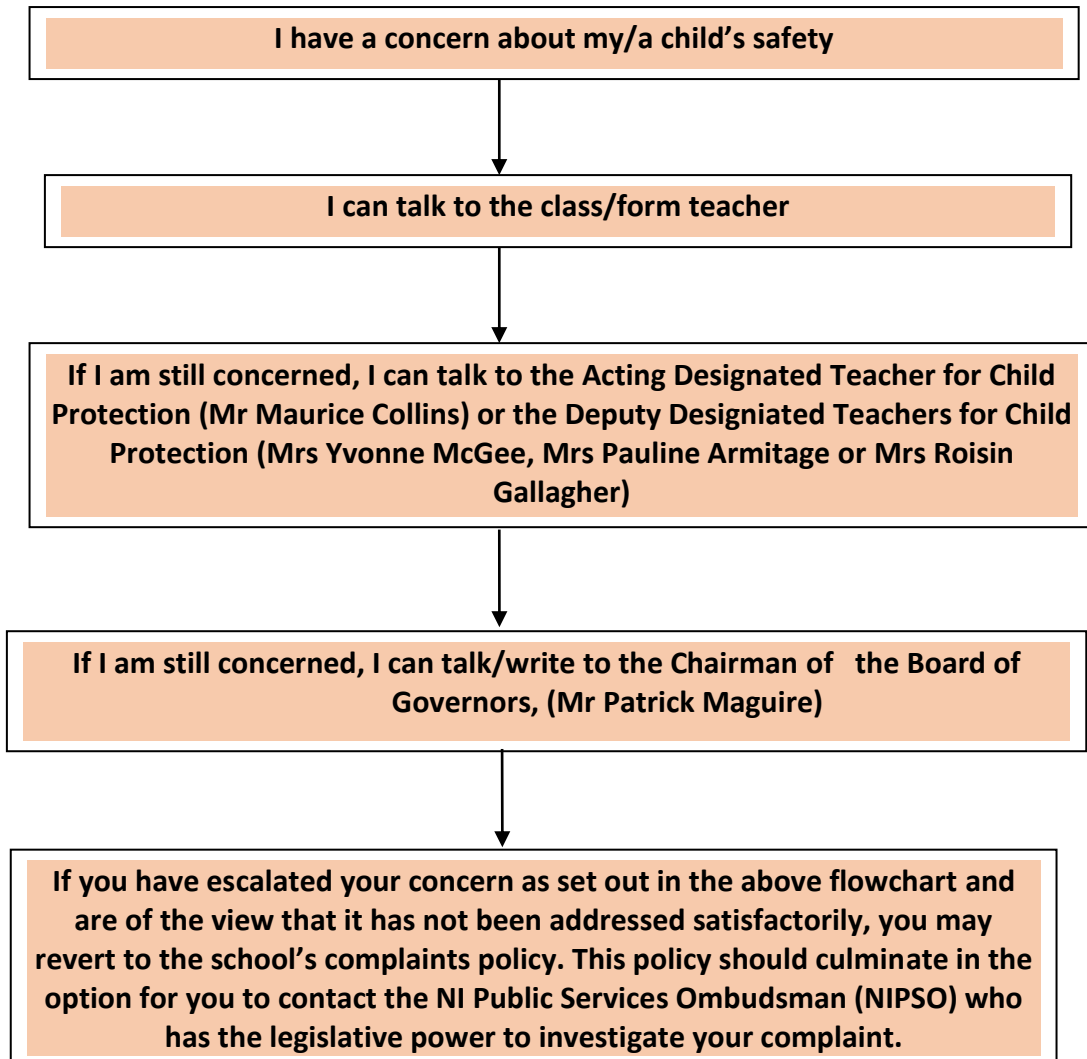 I have a concern about my/a child’s safety
I can talk to the class/form teacher
If I am still concerned, I can talk to the Acting Designated Teacher for Child
Protection (Mr Maurice Collins) or the Deputy Designiated Teachers for Child
Protection (Mrs Yvonne McGee, Mrs Pauline Armitage or Mrs Roisin
Gallagher)
If I am still concerned, I can talk/write to the Chairman of the Board of
Governors, (Mr Patrick Maguire)
If you have escalated your concern as set out in the above flowchart and
are of the view that it has not been addressed satisfactorily, you may
revert to the school’s complaints policy. This policy should culminate in the
option for you to contact the NI Public Services Ombudsman (NIPSO) who
has the legislative power to investigate your complaint.